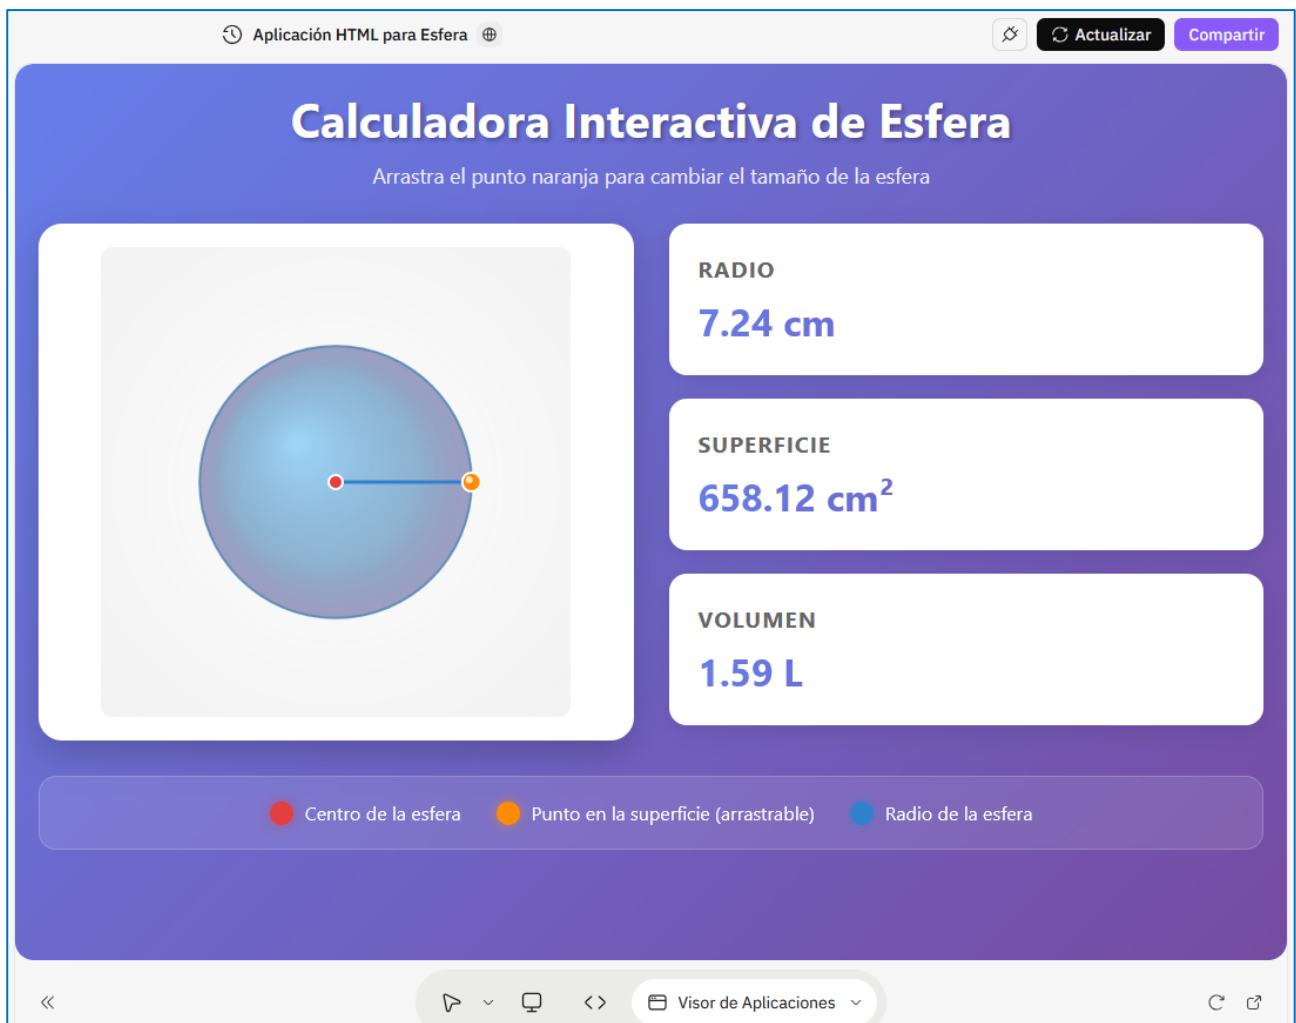 Aplicación HTML para Esfera
Actualizar
Compartir
Calculadora Interactiva de Esfera
Arrastra el punto naranja para cambiar el tamaño de la esfera
RADIO
7.24 cm
SUPERFICIE
658.12 cm²
VOLUMEN
1.59 L
Centro de la esfera
Punto en la superficie (arrastrable)
Radio de la esfera
Visor de Aplicaciones